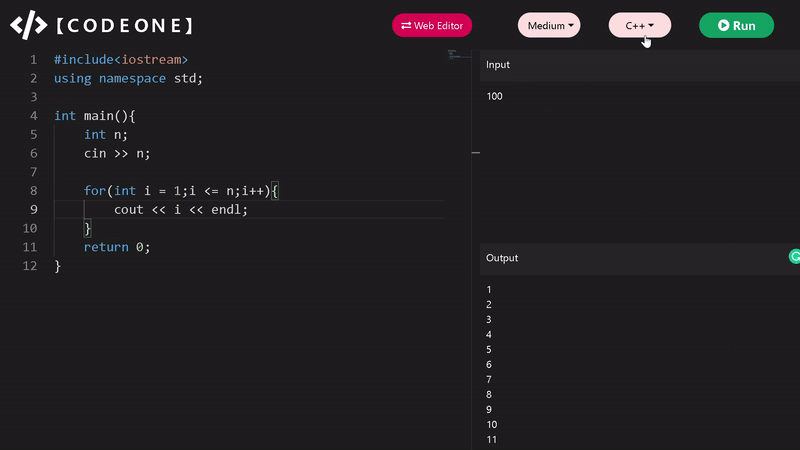 </>【CODEONE】
Web Editor
Medium
C++
Run
1 #include<iostream>
2 using namespace std;
3
4 int main(){
5 int n;
6 cin >> n;
7
8 for(int i = 1;i <= n;i++){
9 cout << i << endl;
10 }
11 return 0;
12 }
Input
100
Output
1
2
3
4
5
6
7
8
9
10
11